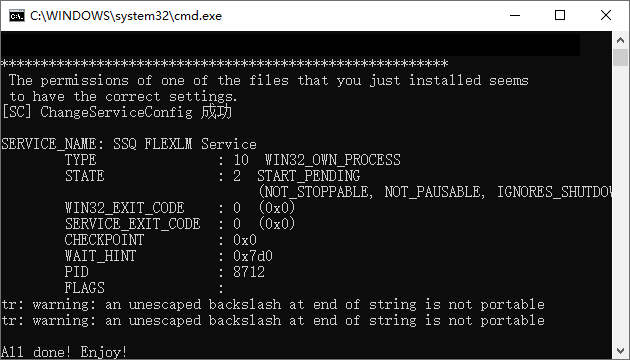 C:\WINDOWS\system32\cmd.exe
********************************************************
The permissions of one of the files that you just installed seems
to have the correct settings.
[SC] ChangeServiceConfig 成功
SERVICE_NAME: SSQ FLEXLM Service
TYPE : 10 WIN32_OWN_PROCESS
STATE : 2 START_PENDING
(NOT_STOPPABLE, NOT_PAUSABLE, IGNORES_SHUTDOW
WIN32_EXIT_CODE : 0 (0x0)
SERVICE_EXIT_CODE : 0 (0x0)
CHECKPOINT : 0x0
WAIT_HINT : 0x7d0
PID : 8712
FLAGS :
tr: warning: an unescaped backslash at end of string is not portable
tr: warning: an unescaped backslash at end of string is not portable
All done! Enjoy!